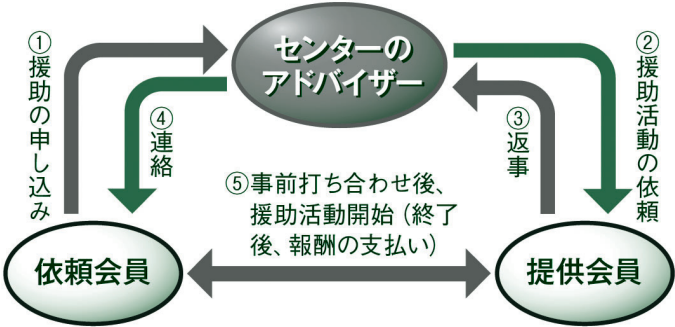 センターの
アドバイザー
①援助の申し込み
②援助活動の依頼
③返事
④連絡
⑤事前打ち合わせ後、
援助活動開始（終了
後、報酬の支払い）
依頼会員
提供会員